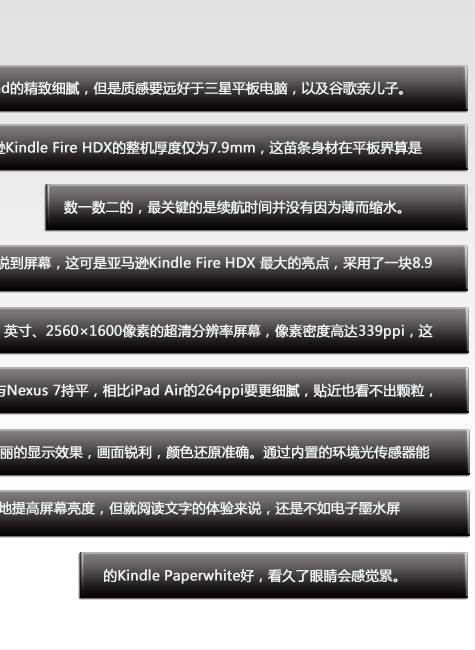 的精致细腻，但是质感要远好于三星平板电脑，以及谷歌亲儿子。
Kindle Fire HDX的整机厚度仅为7.9mm，这苗条身材在平板界算是
数一数二的，最关键的是续航时间并没有因为薄而缩水。
说到屏幕，这可是亚马逊Kindle Fire HDX 最大的亮点，采用了一块8.9
英寸、2560×1600像素的超清分辨率屏幕，像素密度高达339ppi，这
与Nexus 7持平，相比iPad Air的264ppi要更细腻，贴近也看不出颗粒，
丽的显示效果，画面锐利，颜色还原准确。通过内置的环境光传感器能
地提高屏幕亮度，但就阅读文字的体验来说，还是不如电子墨水屏
的Kindle Paperwhite好，看久了眼睛会感觉累。